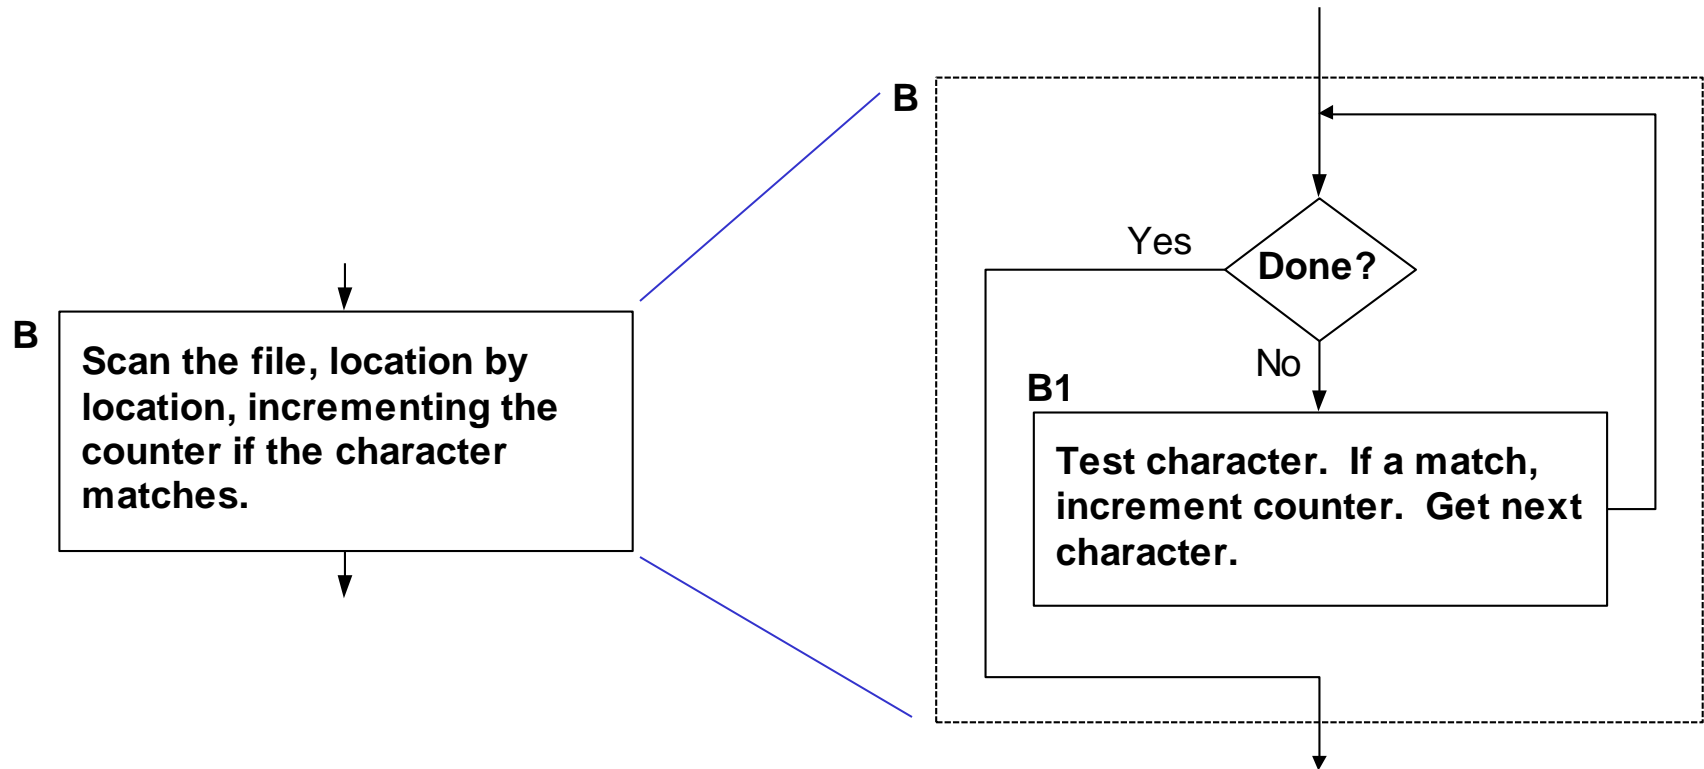 B
Scan the file, location by
location, incrementing the
counter if the character
matches.
B
Yes
Done?
No
B1
Test character.  If a match,
increment counter.  Get next
character.